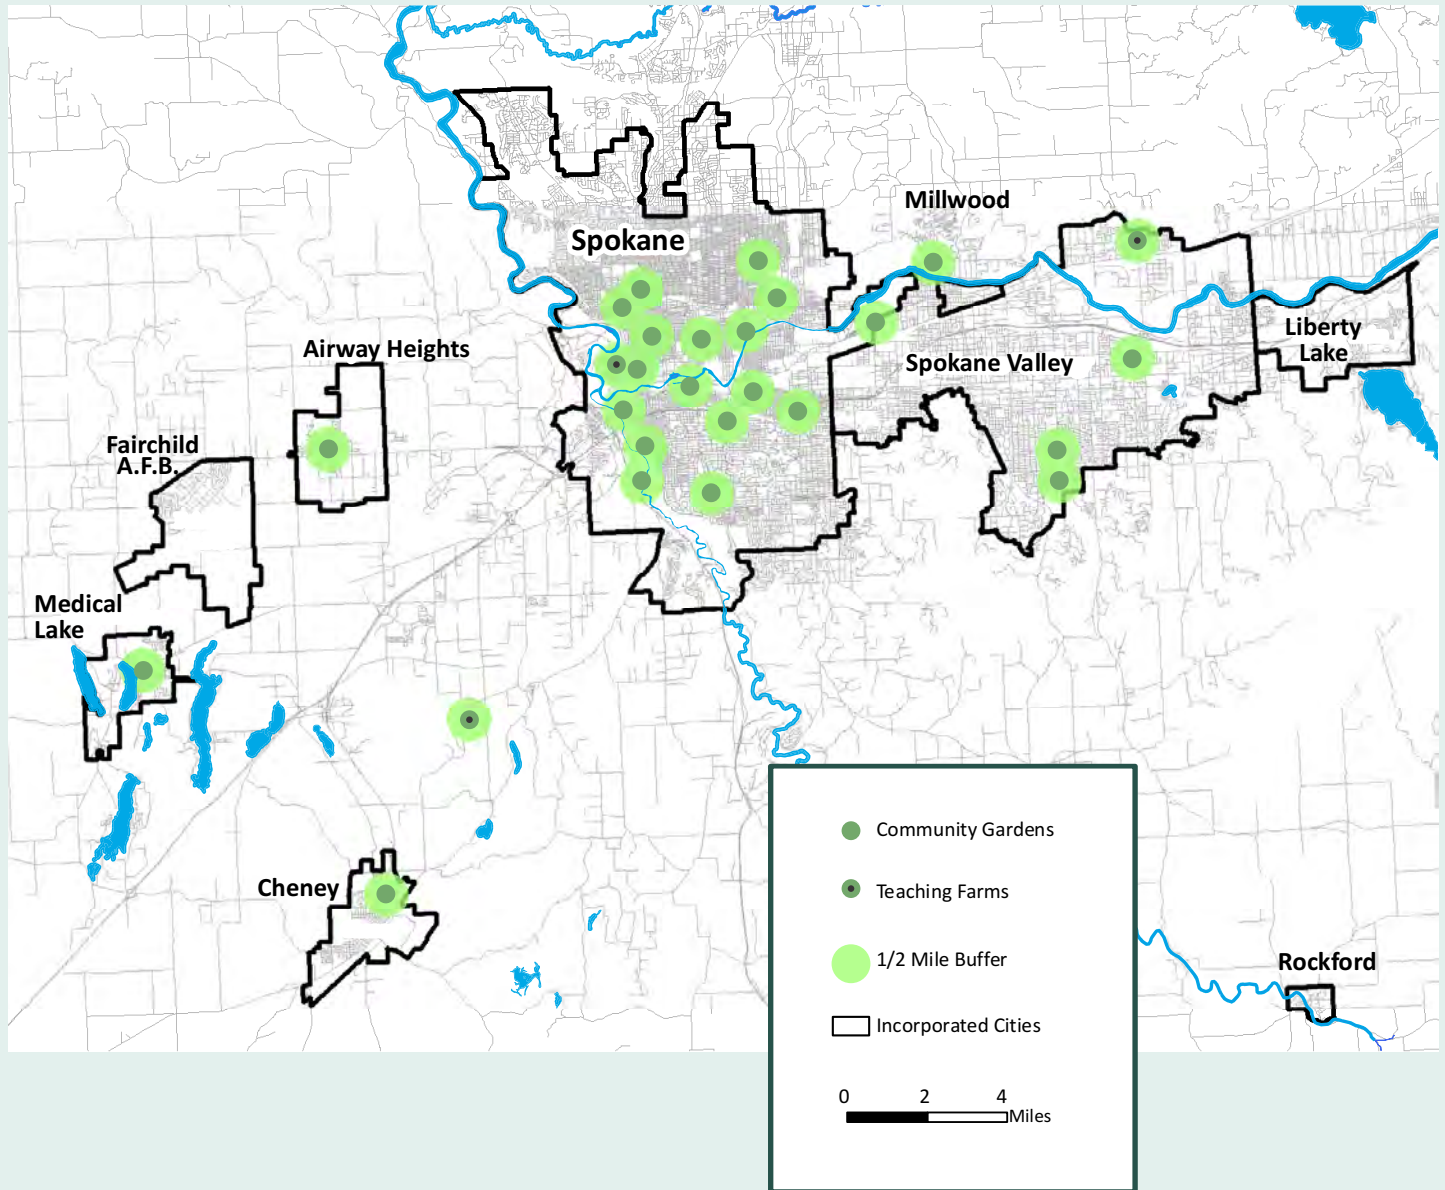 Millwood
Spokane
Liberty
Lake
Airway Heights
Spokane Valley
Fairchild
A.F.B.
Medical
Lake
Cheney
Rockford
Community Gardens
Teaching Farms
1/2 Mile Buffer
Incorporated Cities
0 2 4
Miles